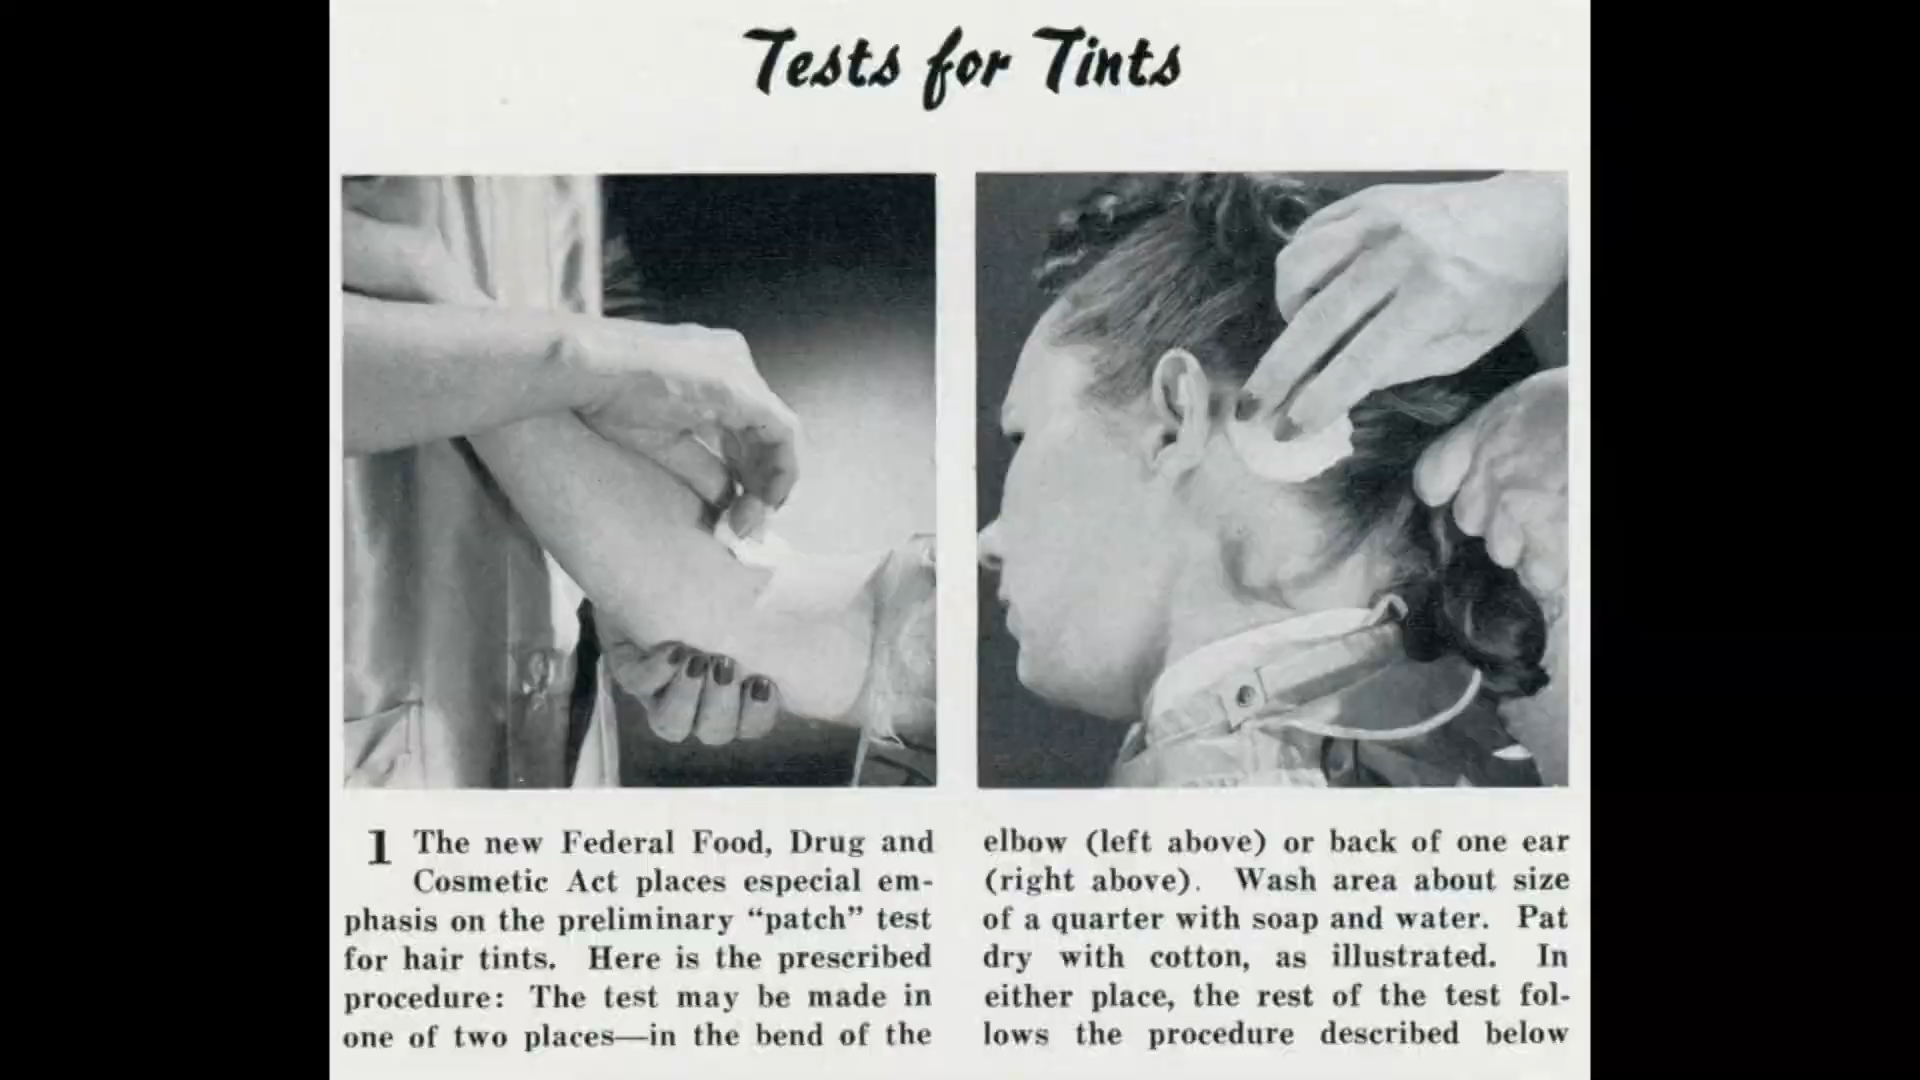 Tests for Tints
1 The new Federal Food, Drug and
Cosmetic Act places especial em-
phasis on the preliminary “patch” test
for hair tints. Here is the prescribed
procedure: The test may be made in
one of two places—in the bend of the
elbow (left above) or back of one ear
(right above). Wash area about size
of a quarter with soap and water. Pat
dry with cotton, as illustrated. In
either place, the rest of the test fol-
lows the procedure described below